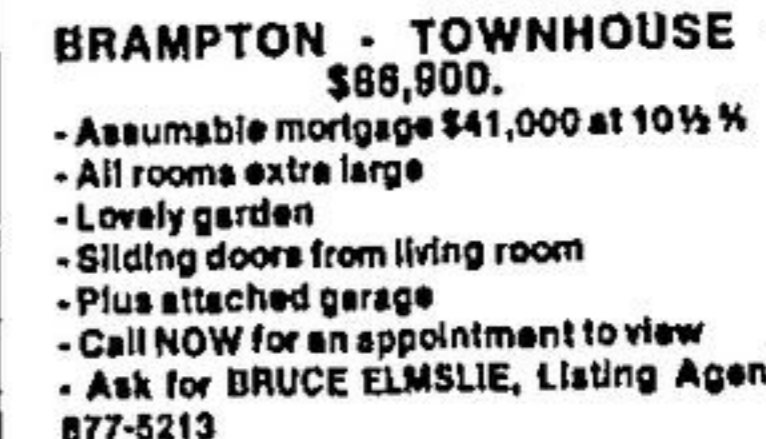 BRAMPTON - TOWNHOUSE
- Assumable mortgage $41,000 at 10½ %
- All rooms extra large
- Lovely garden
- Sliding doors from living room
- Plus attached garage
- Call NOW for an appointment to view
- Ask for BRUCE ELMSLIE, Listing Agen
877-5213